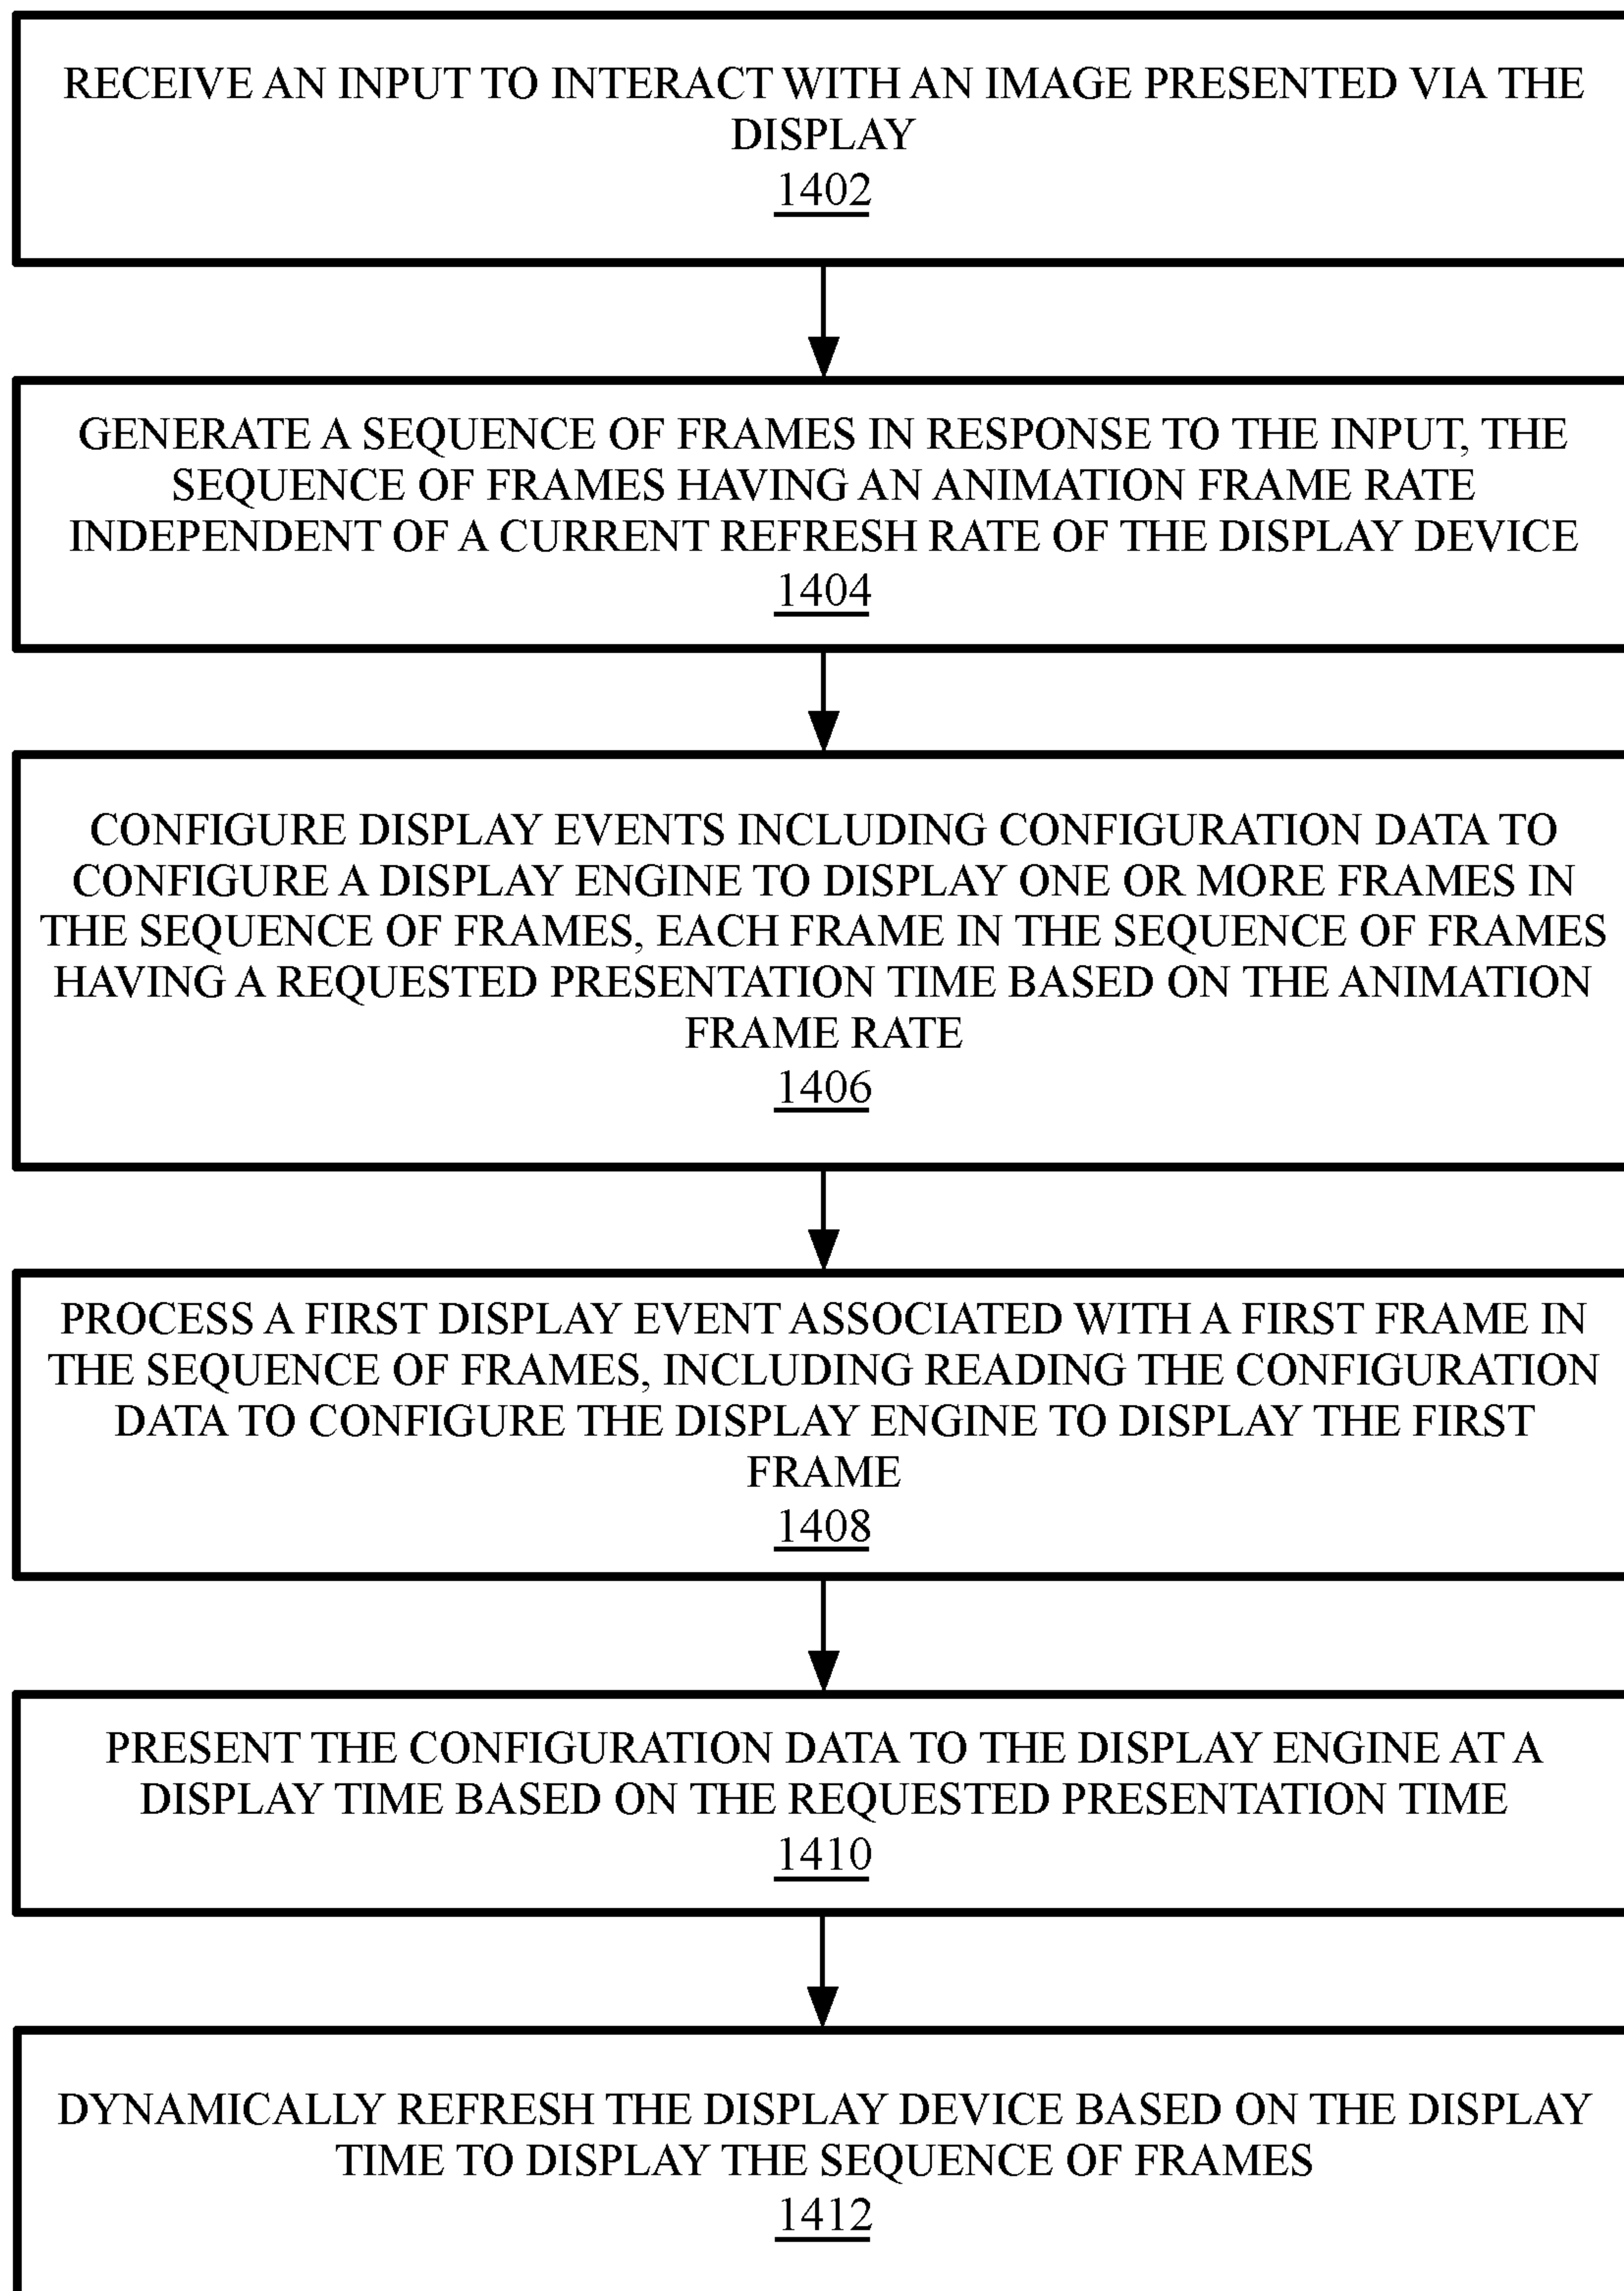 RECEIVE AN INPUT TO INTERACT WITH AN IMAGE PRESENTED VIA THE
DISPLAY
1402
GENERATE A SEQUENCE OF FRAMES IN RESPONSE TO THE INPUT, THE
SEQUENCE OF FRAMES HAVING AN ANIMATION FRAME RATE
INDEPENDENT OF A CURRENT REFRESH RATE OF THE DISPLAY DEVICE
1404
CONFIGURE DISPLAY EVENTS INCLUDING CONFIGURATION DATA TO
CONFIGURE A DISPLAY ENGINE TO DISPLAY ONE OR MORE FRAMES IN
THE SEQUENCE OF FRAMES, EACH FRAME IN THE SEQUENCE OF FRAMES
HAVING A REQUESTED PRESENTATION TIME BASED ON THE ANIMATION
FRAME RATE
1406
PROCESS A FIRST DISPLAY EVENT ASSOCIATED WITH A FIRST FRAME IN
THE SEQUENCE OF FRAMES, INCLUDING READING THE CONFIGURATION
DATA TO CONFIGURE THE DISPLAY ENGINE TO DISPLAY THE FIRST
FRAME
1408
PRESENT THE CONFIGURATION DATA TO THE DISPLAY ENGINE AT A
DISPLAY TIME BASED ON THE REQUESTED PRESENTATION TIME
1410
DYNAMICALLY REFRESH THE DISPLAY DEVICE BASED ON THE DISPLAY
TIME TO DISPLAY THE SEQUENCE OF FRAMES
1412